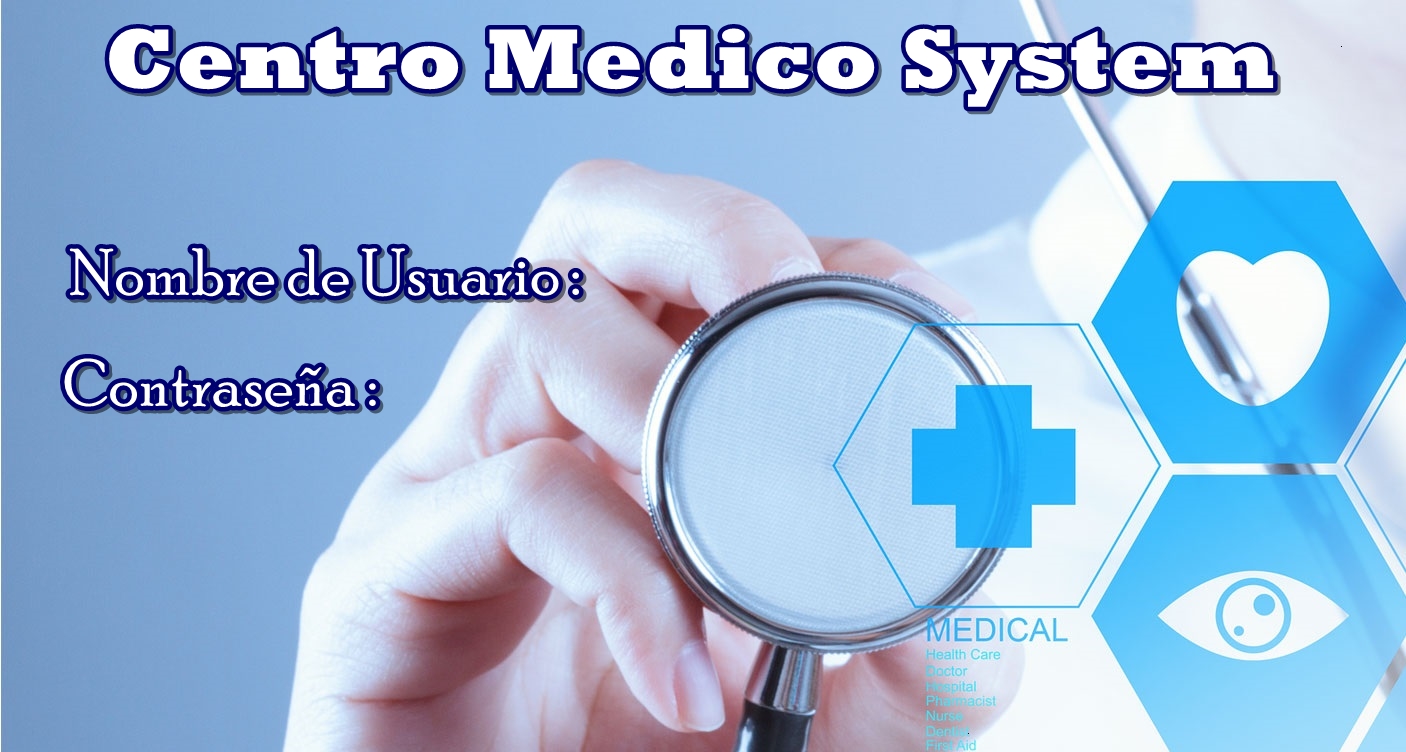 Centro Medico System
Nombre de Usuario :
Contraseña :
MEDICAL
Health Care
Doctor
Hospital
Pharmacist
Nurse
Dentist
First Aid